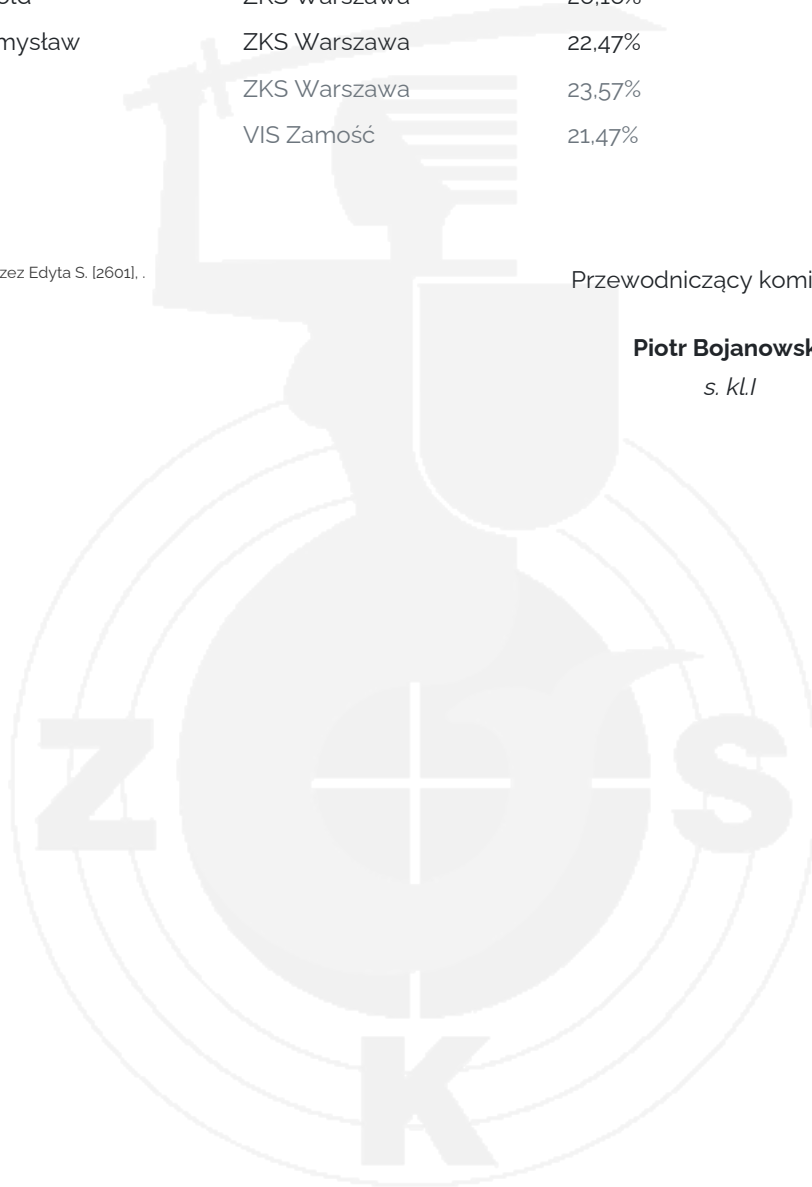 mysław ZKS Warszawa 22,47%
ZKS Warszawa 23,57%
VIS Zamość 21,47%
zez Edyta S. [2601], .
Przewodniczący komi
Piotr Bojanowsk
s. kl.I
Z S
K